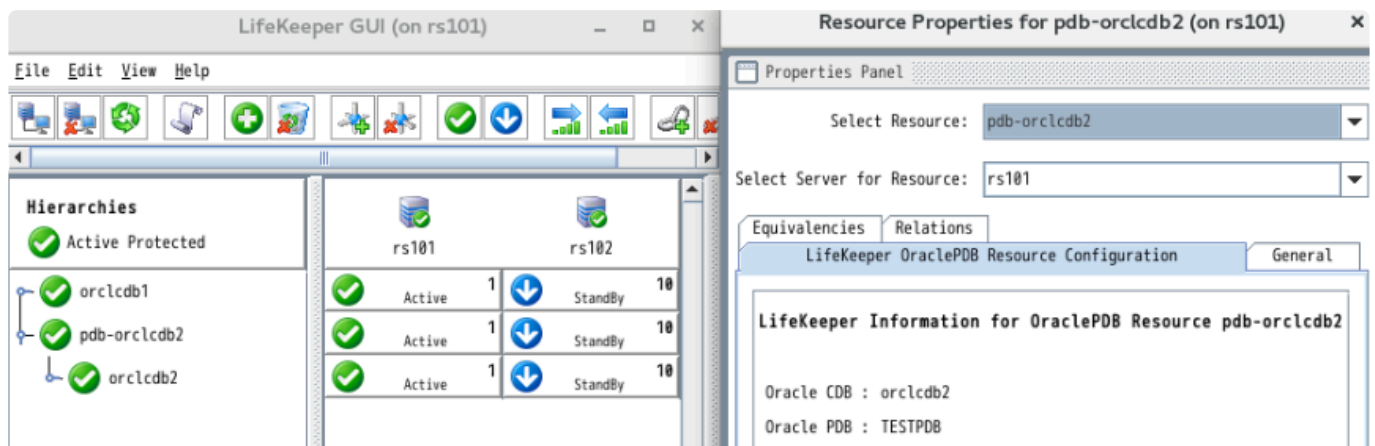 LifeKeeper GUI (on rs101)
File Edit View Help
Hierarchies
Active Protected
rs101
rs102
orclcdb1
Active 1
StandBy 10
pdb-orclcdb2
Active 1
StandBy 10
orclcdb2
Active 1
StandBy 10
Resource Properties for pdb-orclcdb2 (on rs101)
Properties Panel
Select Resource: pdb-orclcdb2
Select Server for Resource: rs101
Equivalencies Relations
LifeKeeper OraclePDB Resource Configuration General
LifeKeeper Information for OraclePDB Resource pdb-orclcdb2
Oracle CDB : orclcdb2
Oracle PDB : TESTPDB